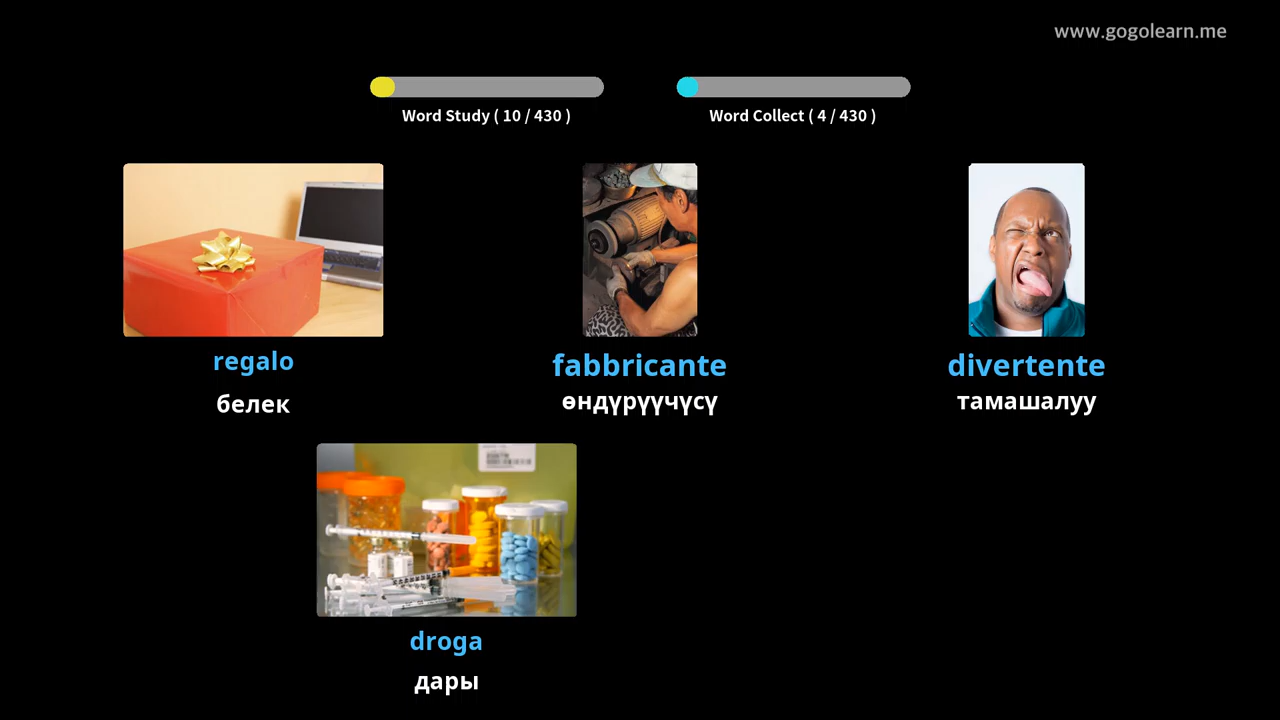 www.gogolearn.me
Word Study ( 10 / 430 )
Word Collect ( 4 / 430 )
regalo
белек
fabbricante
өндүрүүчүсү
divertente
тамашалуу
droga
дары